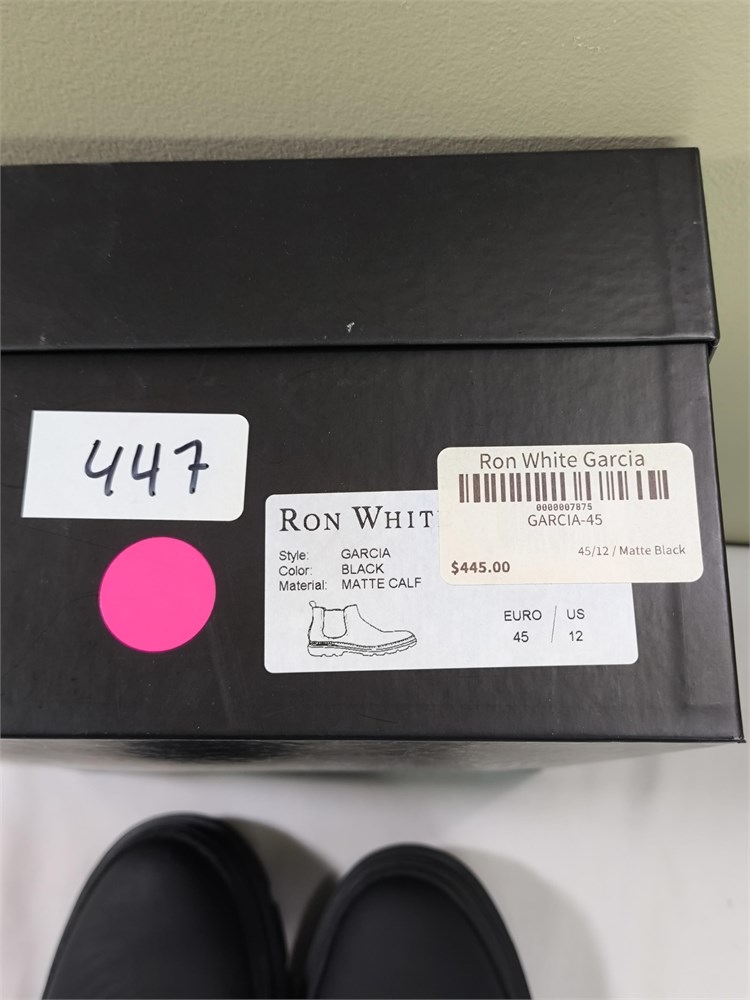 447
Ron White Garcia
0000007875
GARCIA-45
45/12 / Matte Black
$445.00
RON WHIT
Style: GARCIA
Color: BLACK
Material: MATTE CALF
EURO / US
45 / 12